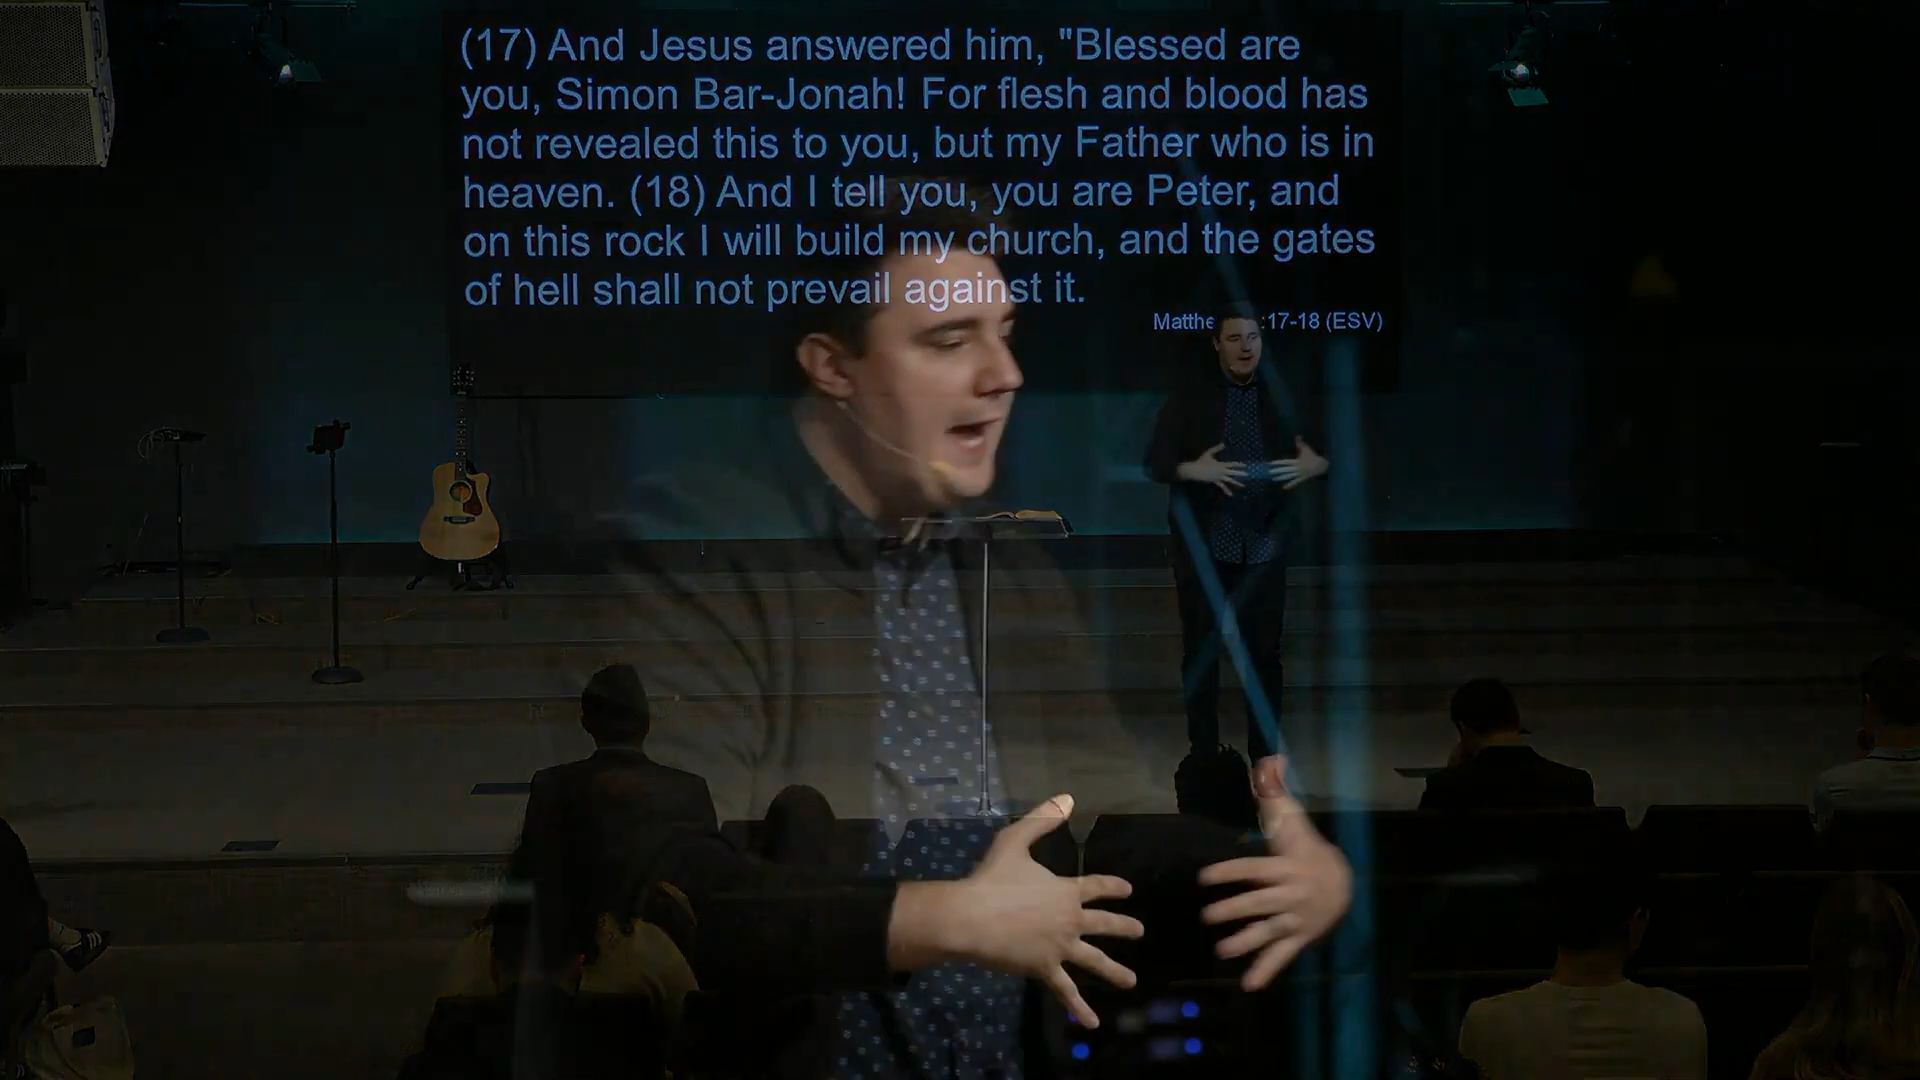 (17) And Jesus answered him, "Blessed are
you, Simon Bar-Jonah! For flesh and blood has
not revealed this to you, but my Father who is in
heaven. (18) And I tell you, you are Peter, and
on this rock I will build my church, and the gates
of hell shall not prevail against it.
:17-18 (ESV)